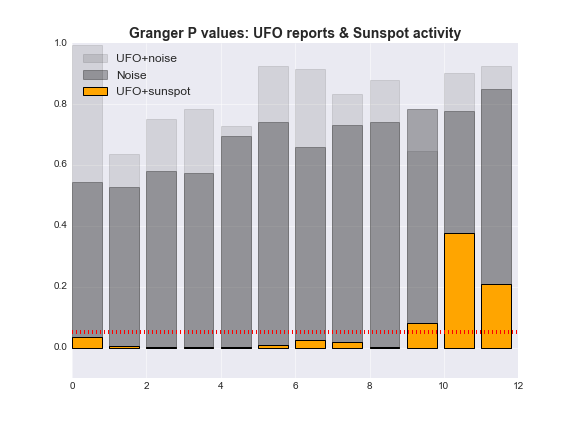 Granger P values: UFO reports & Sunspot activity
UFO+noise
Noise
UFO+sunspot
1.0
0.8
0.6
0.4
0.2
0.0
0 2 4 6 8 10 12